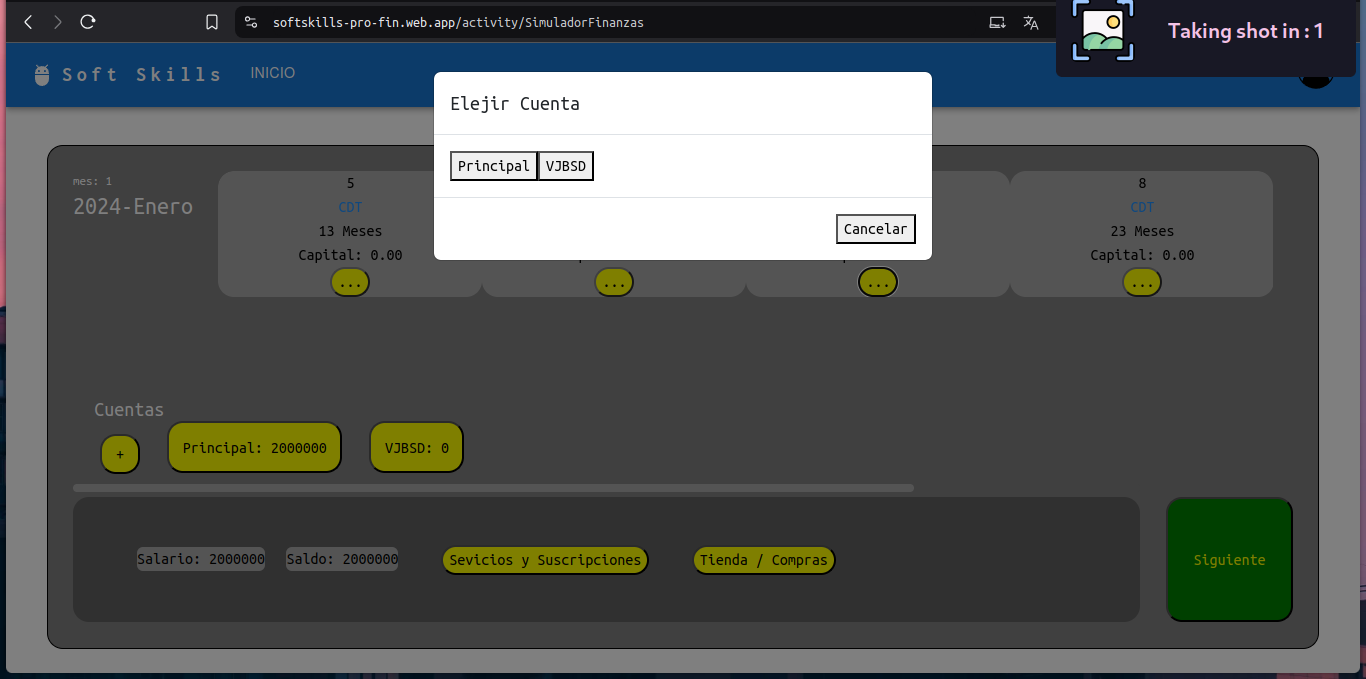 softskills-pro-fin.web.app/activity/SimuladorFinanzas
Taking shot in : 1
Soft Skills
INICIO
Elejir Cuenta
Principal
VJBSD
Cancelar
mes: 1
2024-Enero
5
CDT
13 Meses
Capital: 0.00
...
...
...
8
CDT
23 Meses
Capital: 0.00
...
Cuentas
+
Principal: 2000000
VJBSD: 0
Salario: 2000000
Saldo: 2000000
Sevicios y Suscripciones
Tienda / Compras
Siguiente